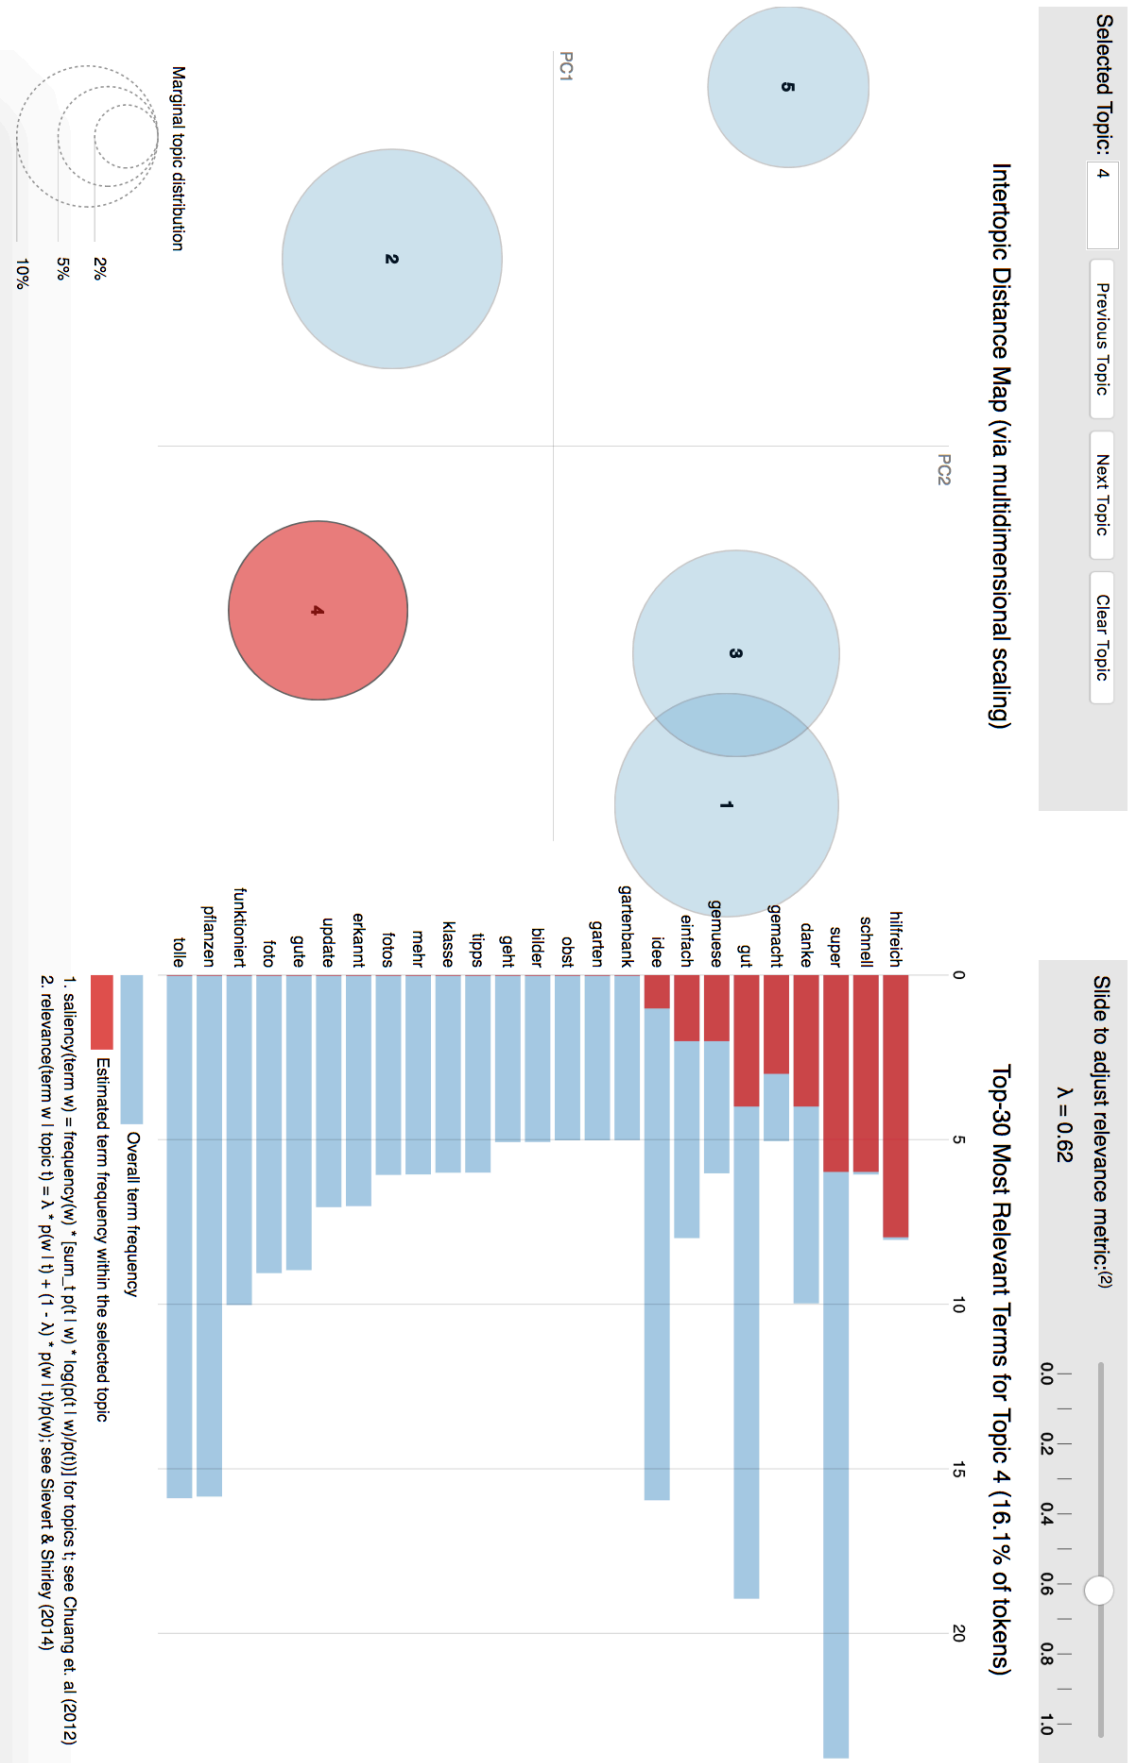 Selected Topic: 4 Previous Topic Next Topic Clear Topic
Slide to adjust relevance metric:(2)
λ = 0.62
0.0 0.2 0.4 0.6 0.8 1.0
Intertopic Distance Map (via multidimensional scaling)
PC2
PC1
5
2
3
1
4
Marginal topic distribution
2%
5%
10%
Top-30 Most Relevant Terms for Topic 4 (16.1% of tokens)
0 5 10 15 20
hilfreich
schnell
super
danke
gemacht
gut
gemuese
einfach
idee
gartenbank
garten
obst
bilder
geht
tipps
klasse
mehr
fotos
erkannt
update
gute
foto
funktioniert
pflanzen
tolle
Overall term frequency
Estimated term frequency within the selected topic
1. saliency(term w) = frequency(w) * [sum_t p(t | w) * log(p(t | w)/p(t))] for topics t; see Chuang et. al (2012)
2. relevance(term w | topic t) = λ * p(w | t) + (1 - λ) * p(w | t)/p(w); see Sievert & Shirley (2014)